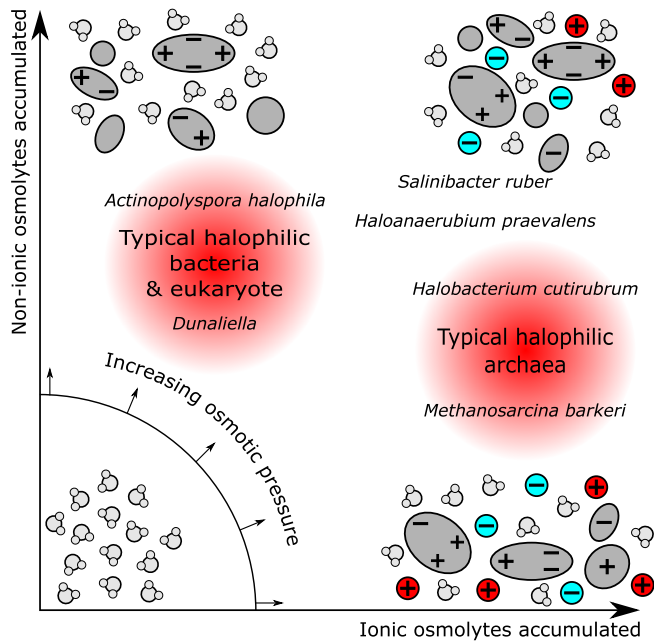 Non-ionic osmolytes accumulated
Actinopolyspora halophila
Typical halophilic
bacteria
& eukaryote
Dunaliella
Salinibacter ruber
Haloanaerubium praevalens
Halobacterium cutirubrum
Typical halophilic
archaea
Methanosarcina barkeri
Increasing osmotic pressure
Ionic osmolytes accumulated